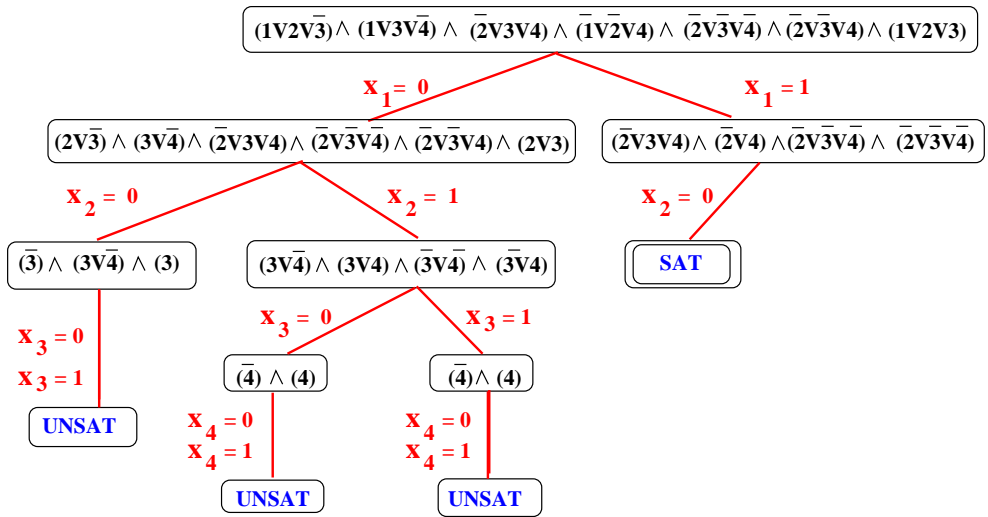 (1V2V3̅) ∧ (1V3V4̅) ∧ (2̅V3V4) ∧ (1̅V2̅V4) ∧ (2̅V3̅V4̅) ∧ (2̅V3̅V4) ∧ (1V2V3)
x₁ = 0
x₁ = 1
(2V3̅) ∧ (3V4̅) ∧ (2̅V3V4) ∧ (2̅V3̅V4̅) ∧ (2̅V3̅V4) ∧ (2V3)
(2̅V3V4) ∧ (2̅V4) ∧ (2̅V3̅V4̅) ∧ (2̅V3̅V4̅)
x₂ = 0
x₂ = 1
x₂ = 0
(3̅) ∧ (3V4̅) ∧ (3)
(3V4̅) ∧ (3V4) ∧ (3̅V4̅) ∧ (3̅V4)
SAT
x₃ = 0
x₃ = 1
x₃ = 0
x₃ = 1
(4̅) ∧ (4)
(4̅) ∧ (4)
UNSAT
x₄ = 0
x₄ = 1
x₄ = 0
x₄ = 1
UNSAT
UNSAT